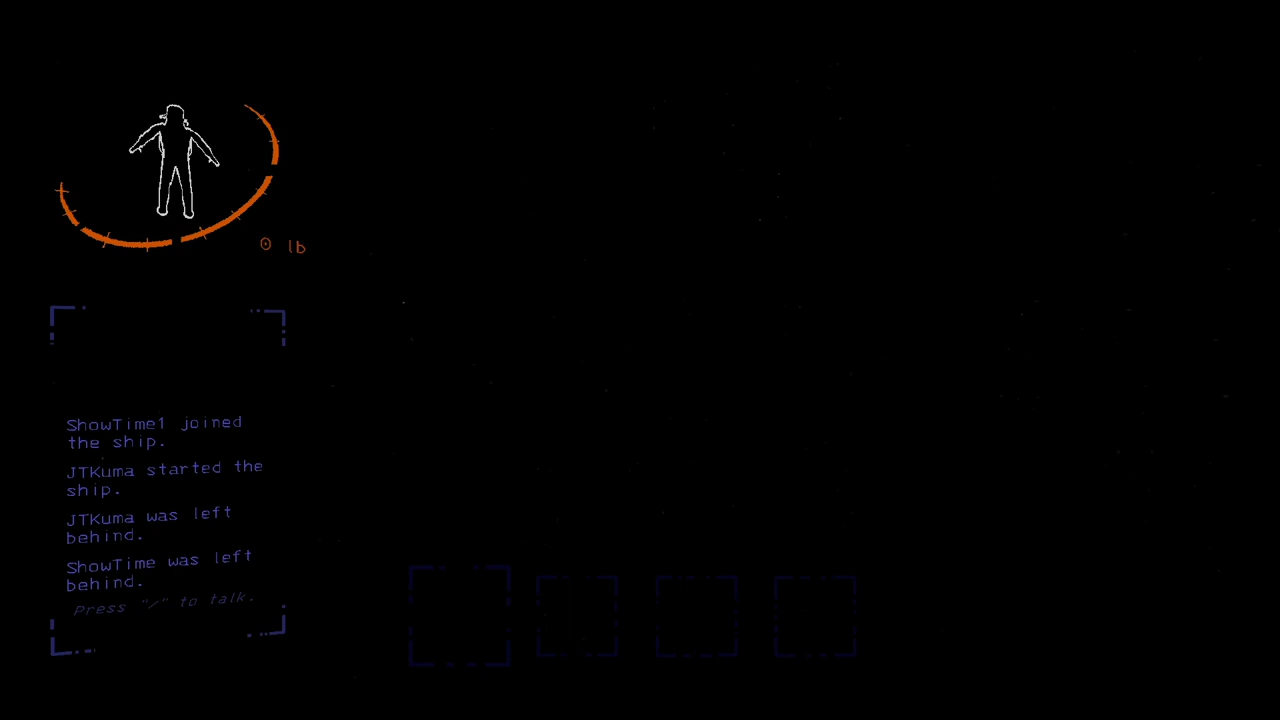 0 lb
ShowTime1 joined
the ship.
JTKuma started the
ship.
JTKuma was left
behind.
ShowTime was left
behind.
Press "/" to talk.